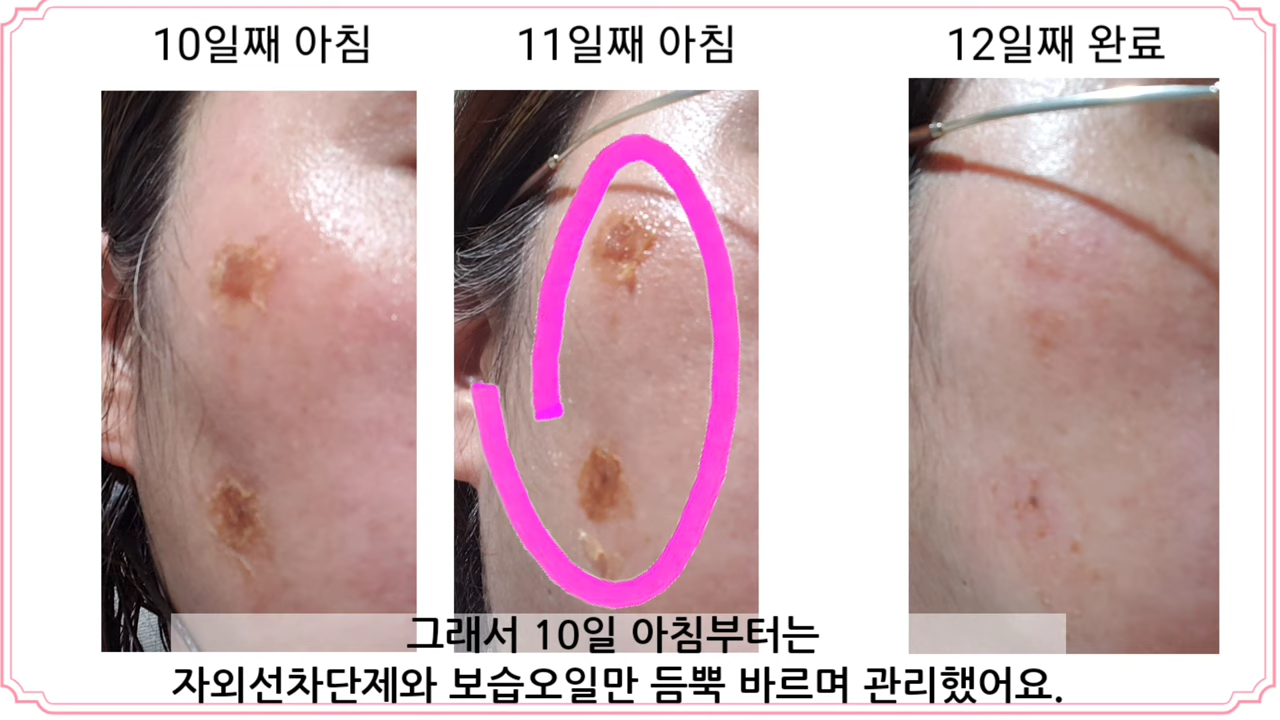 10일째 아침
11일째 아침
12일째 완료
그래서 10일 아침부터는
자외선차단제와 보습오일만 듬뿍 바르며 관리했어요.